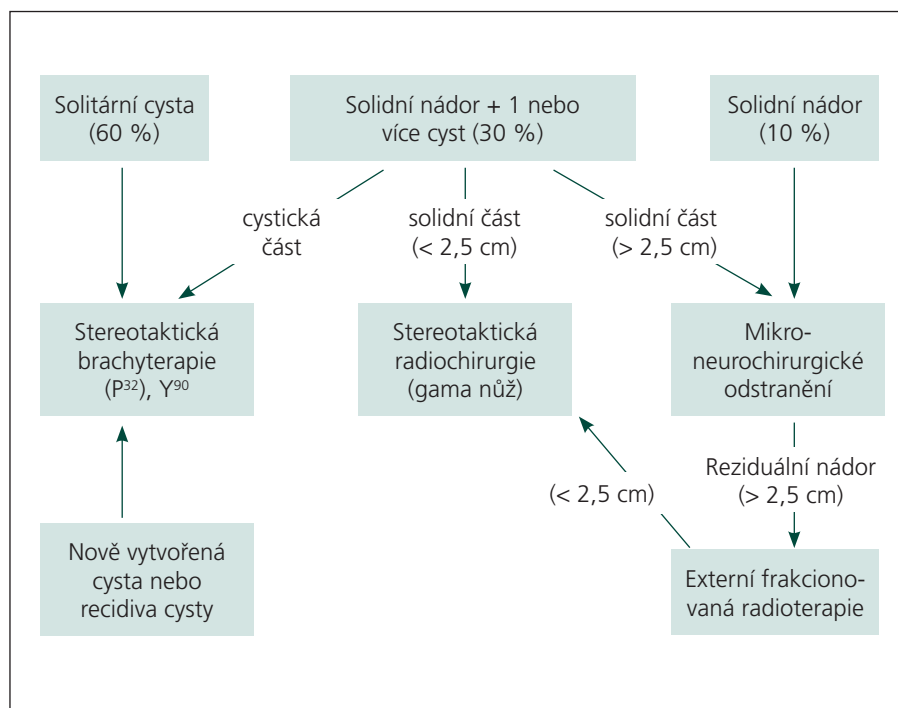 Solitární cysta
(60 %)
Solidní nádor + 1 nebo
více cyst (30 %)
Solidní nádor
(10 %)
cystická
část
solidní část
(< 2,5 cm)
solidní část
(> 2,5 cm)
Stereotaktická
brachyterapie
(P³²), Y⁹⁰
Stereotaktická
radiochirurgie
(gama nůž)
Mikro-
neurochirurgické
odstranění
(< 2,5 cm)
Reziduální nádor
(> 2,5 cm)
Nově vytvořená
cysta nebo
recidiva cysty
Externí frakciono-
vaná radioterapie